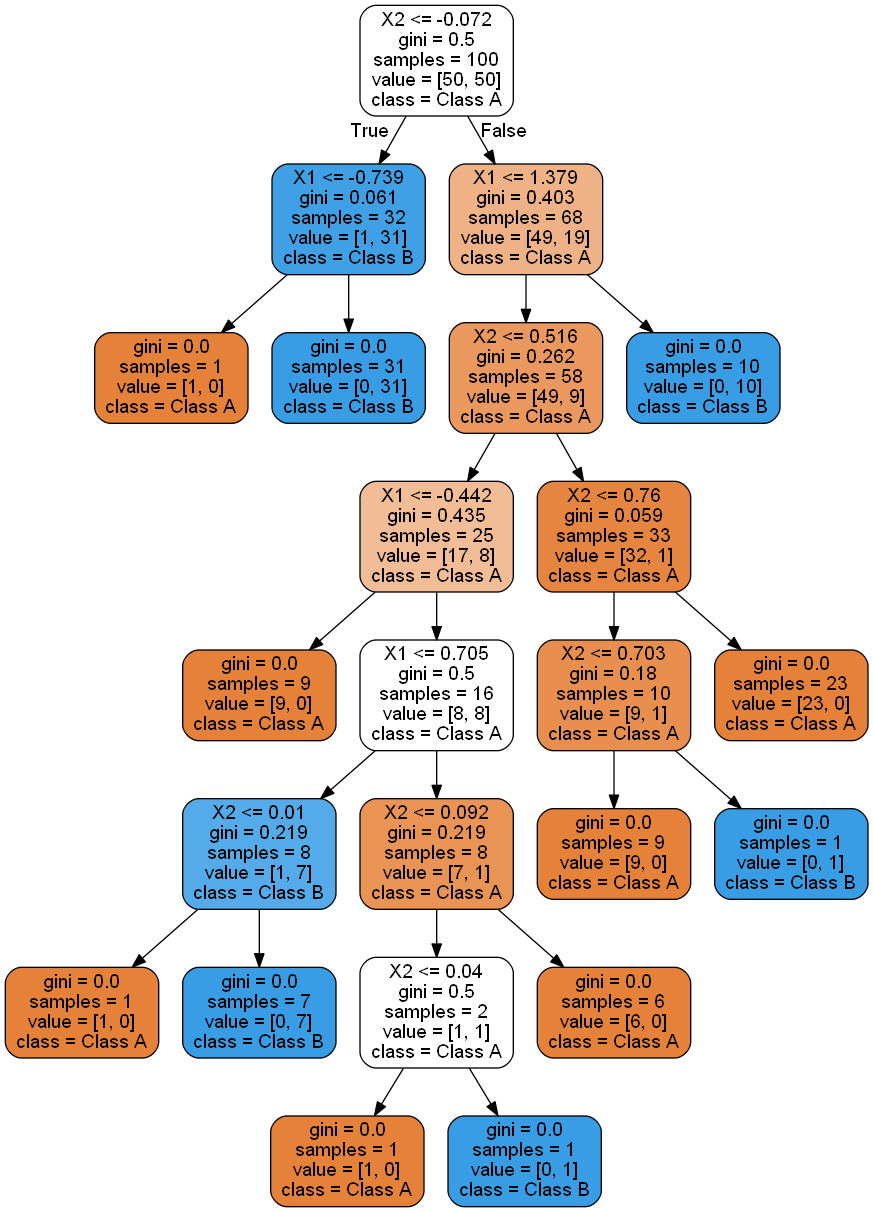 X2 <= -0.072
gini = 0.5
samples = 100
value = [50, 50]
class = Class A
True
False
X1 <= -0.739
gini = 0.061
samples = 32
value = [1, 31]
class = Class B
X1 <= 1.379
gini = 0.403
samples = 68
value = [49, 19]
class = Class A
gini = 0.0
samples = 1
value = [1, 0]
class = Class A
gini = 0.0
samples = 31
value = [0, 31]
class = Class B
X2 <= 0.516
gini = 0.262
samples = 58
value = [49, 9]
class = Class A
gini = 0.0
samples = 10
value = [0, 10]
class = Class B
X1 <= -0.442
gini = 0.435
samples = 25
value = [17, 8]
class = Class A
X2 <= 0.76
gini = 0.059
samples = 33
value = [32, 1]
class = Class A
gini = 0.0
samples = 9
value = [9, 0]
class = Class A
X1 <= 0.705
gini = 0.5
samples = 16
value = [8, 8]
class = Class A
X2 <= 0.703
gini = 0.18
samples = 10
value = [9, 1]
class = Class A
gini = 0.0
samples = 23
value = [23, 0]
class = Class A
X2 <= 0.01
gini = 0.219
samples = 8
value = [1, 7]
class = Class B
X2 <= 0.092
gini = 0.219
samples = 8
value = [7, 1]
class = Class A
gini = 0.0
samples = 9
value = [9, 0]
class = Class A
gini = 0.0
samples = 1
value = [0, 1]
class = Class B
gini = 0.0
samples = 1
value = [1, 0]
class = Class A
gini = 0.0
samples = 7
value = [0, 7]
class = Class B
X2 <= 0.04
gini = 0.5
samples = 2
value = [1, 1]
class = Class A
gini = 0.0
samples = 6
value = [6, 0]
class = Class A
gini = 0.0
samples = 1
value = [1, 0]
class = Class A
gini = 0.0
samples = 1
value = [0, 1]
class = Class B